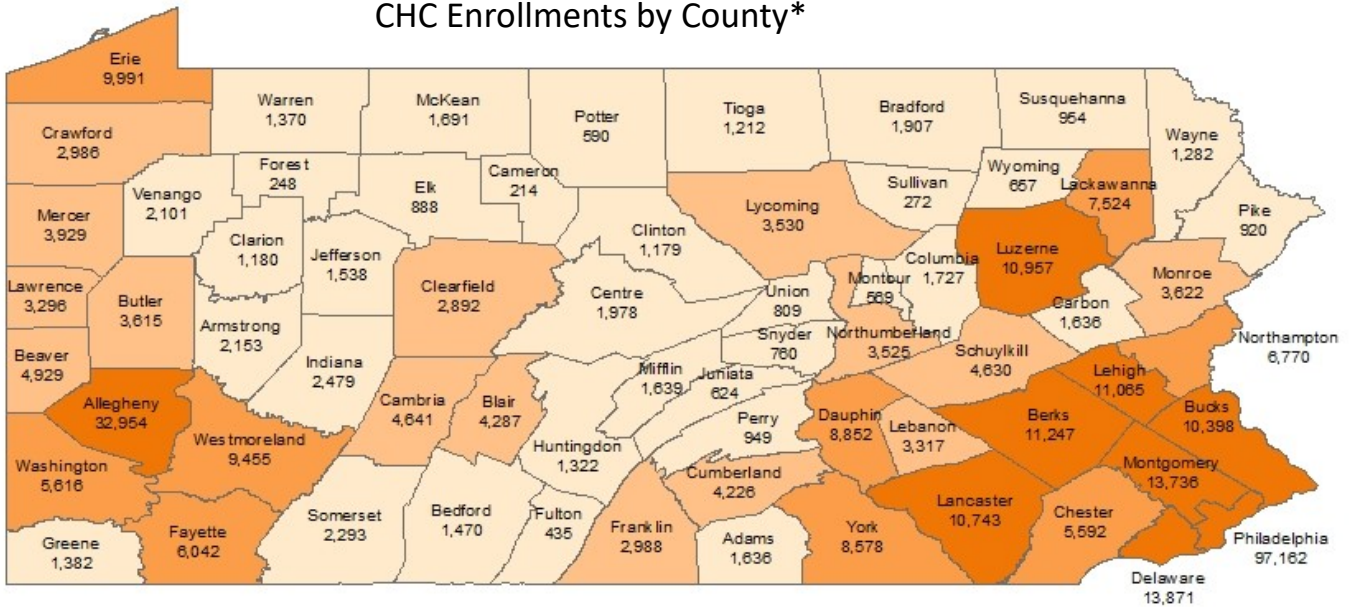 CHC Enrollments by County*
Erie
9,991
Warren
1,370
McKean
1,691
Potter
590
Tioga
1,212
Bradford
1,907
Susquehanna
954
Wayne
1,282
Crawford
2,986
Forest
248
Cameron
214
Elk
888
Venango
2,101
Sullivan
272
Wyoming
657
Lackawanna
7,524
Pike
920
Mercer
3,929
Clarion
1,180
Jefferson
1,538
Clinton
1,179
Lycoming
3,530
Columbia
1,727
Luzerne
10,957
Monroe
3,622
Lawrence
3,296
Butler
3,615
Clearfield
2,892
Centre
1,978
Union
809
Montour
569
Carbon
1,636
Armstrong
2,153
Snyder
760
Northumberland
3,525
Northampton
6,770
Beaver
4,929
Indiana
2,479
Mifflin
1,639
Juniata
624
Schuylkill
4,630
Lehigh
11,065
Allegheny
32,954
Cambria
4,641
Blair
4,287
Perry
949
Dauphin
8,852
Lebanon
3,317
Berks
11,247
Bucks
10,398
Westmoreland
9,455
Huntingdon
1,322
Washington
5,616
Cumberland
4,226
Montgomery
13,736
Lancaster
10,743
Chester
5,592
Somerset
2,293
Bedford
1,470
Fulton
435
Franklin
2,988
Adams
1,636
York
8,578
Fayette
6,042
Greene
1,382
Philadelphia
97,162
Delaware
13,871